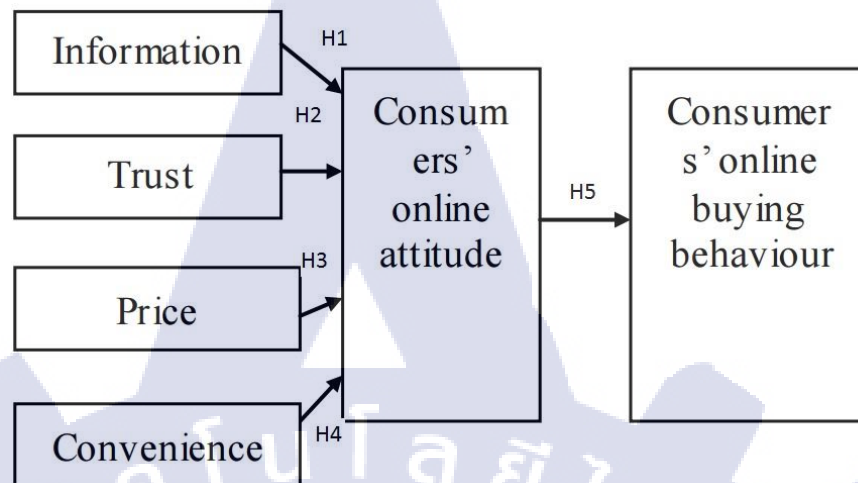 Information
H1
H2
Trust
H3
Price
H4
Convenience
Consum
ers’
online
attitude
H5
Consumer
s’ online
buying
behaviour